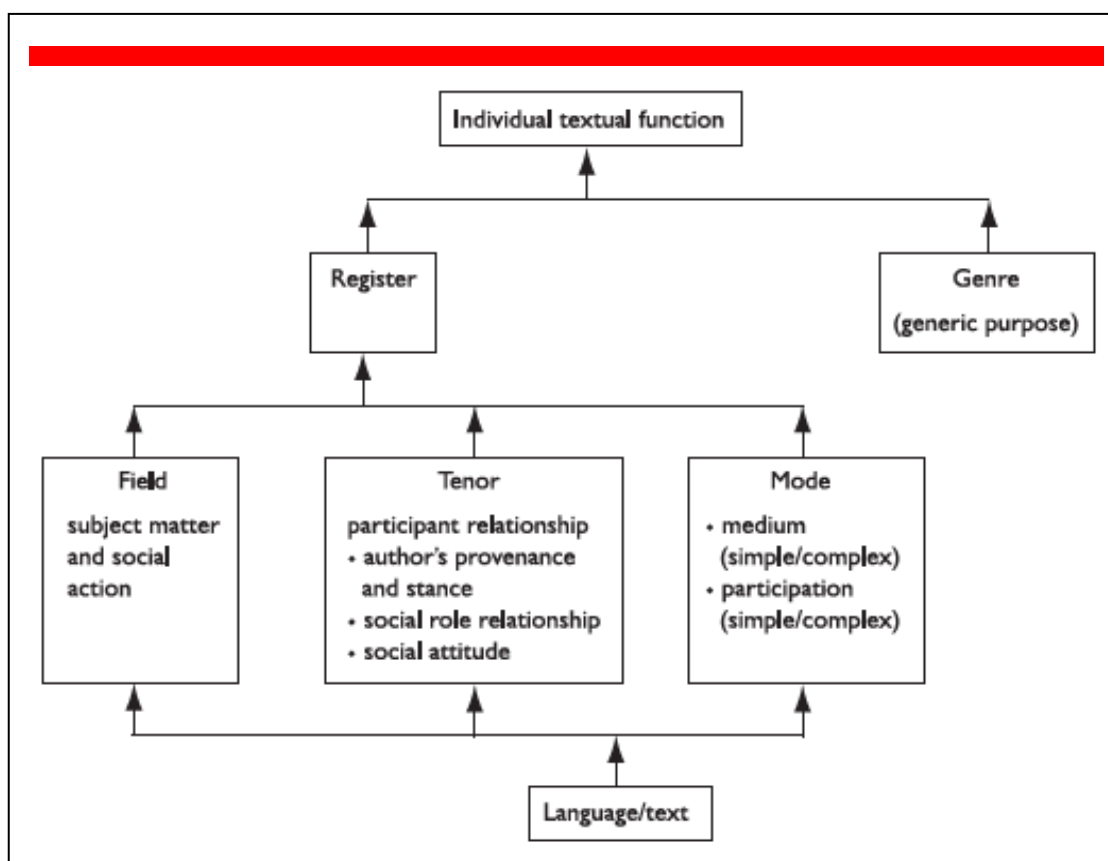 Individual textual function
Register
Genre
(generic purpose)
Field
subject matter
and social
action
Tenor
participant relationship
• author's provenance
and stance
• social role relationship
• social attitude
Mode
• medium
(simple/complex)
• participation
(simple/complex)
Language/text